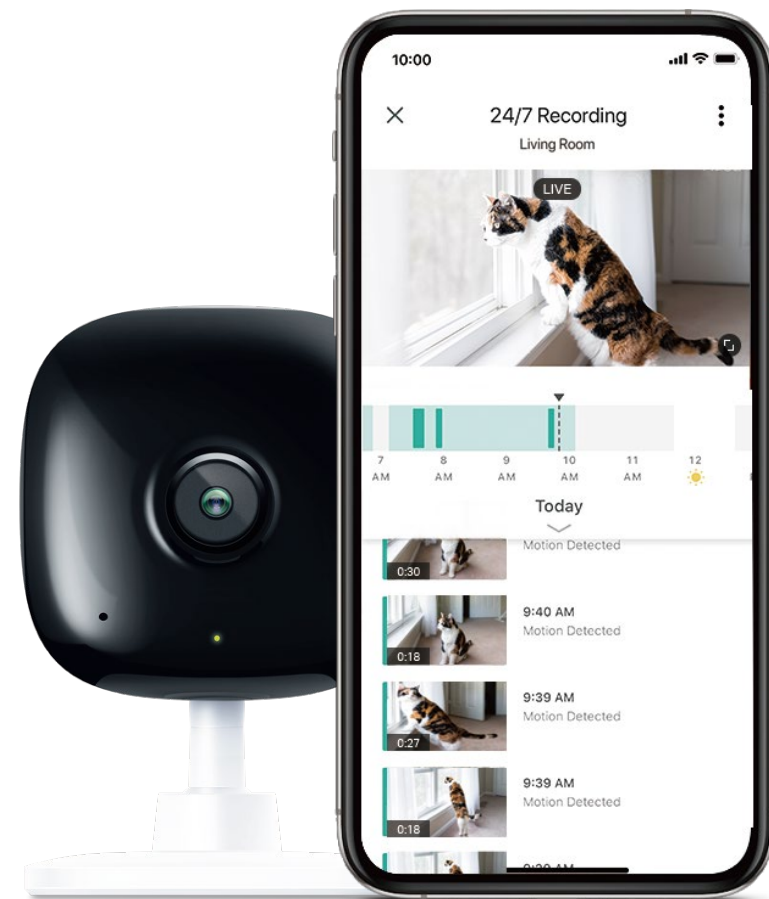 10:00
24/7 Recording
Living Room
LIVE
7 8 9 10 11 12
AM AM AM AM AM
Today
Motion Detected
0:30
9:40 AM
Motion Detected
0:18
9:39 AM
Motion Detected
0:27
9:39 AM
Motion Detected
0:18